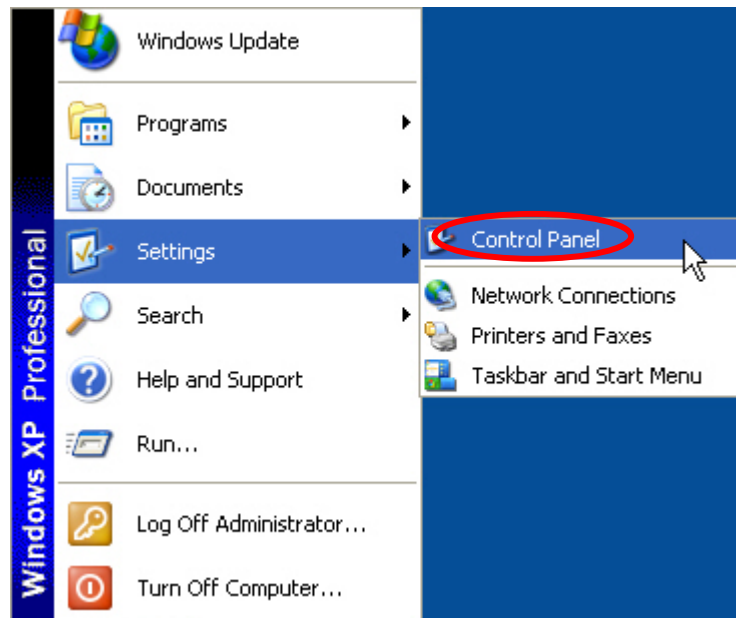 Windows Update
Programs
Documents
Settings
Search
Help and Support
Run...
Log Off Administrator...
Turn Off Computer...
Control Panel
Network Connections
Printers and Faxes
Taskbar and Start Menu
Windows XP Professional